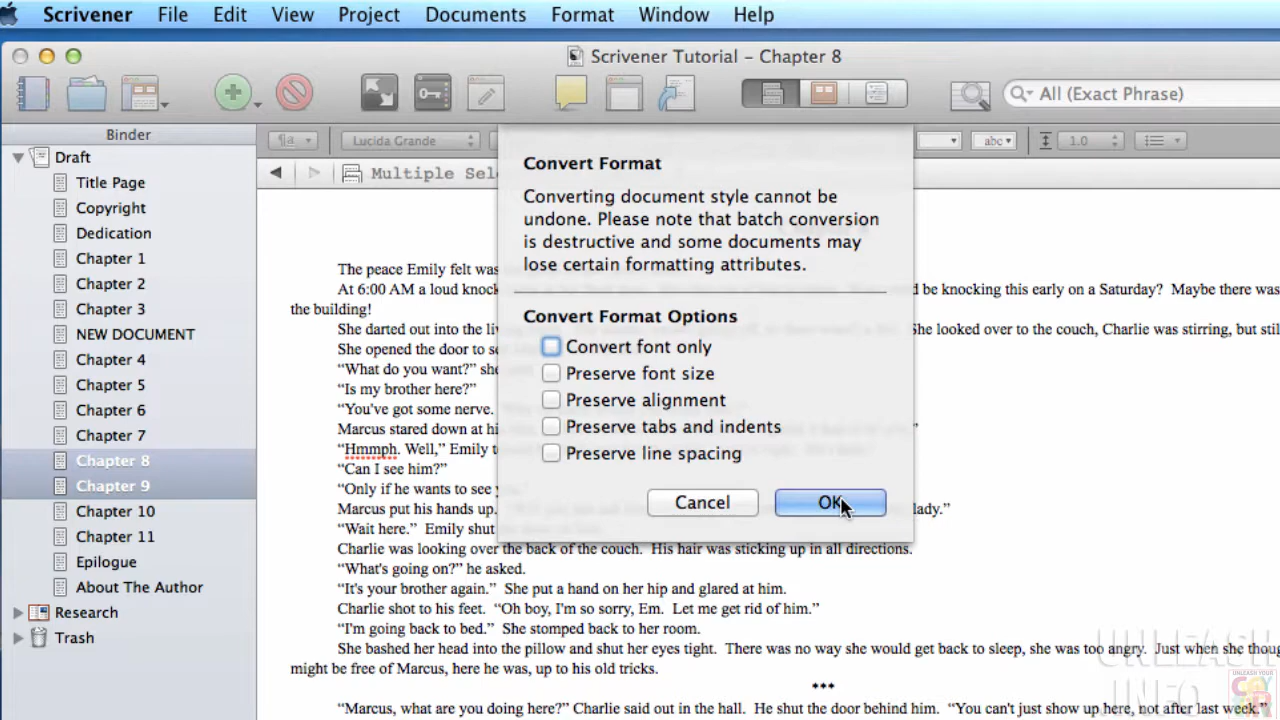 Scrivener File Edit View Project Documents Format Window Help
Scrivener Tutorial – Chapter 8
All (Exact Phrase)
Binder
¶a
Lucida Grande
abc
1.0
Multiple Sel
Draft
Title Page
Copyright
Dedication
Chapter 1
Chapter 2
Chapter 3
NEW DOCUMENT
Chapter 4
Chapter 5
Chapter 6
Chapter 7
Chapter 8
Chapter 9
Chapter 10
Chapter 11
Epilogue
About The Author
Research
Trash
Convert Format
Converting document style cannot be
undone. Please note that batch conversion
is destructive and some documents may
lose certain formatting attributes.
Convert Format Options
Convert font only
Preserve font size
Preserve alignment
Preserve tabs and indents
Preserve line spacing
Cancel OK
The peace Emily felt was
At 6:00 AM a loud knock be knocking this early on a Saturday? Maybe there was
the building!
She darted out into the She looked over to the couch, Charlie was stirring, but
She opened the door to
“What do you want?”
“Is my brother here?”
“You've got some nerve.
Marcus stared down at
“Hmmph. Well,” Emily
“Can I see him?”
“Only if he wants to see
Marcus put his hands up. lady.”
“Wait here.” Emily shut
Charlie was looking over the back of the couch. His hair was sticking up in all directions.
“What's going on?” he asked.
“It's your brother again.” She put a hand on her hip and glared at him.
Charlie shot to his feet. “Oh boy, I'm so sorry, Em. Let me get rid of him.”
“I'm going back to bed.” She stomped back to her room.
She bashed her head into the pillow and shut her eyes tight. There was no way she would get back to sleep, she was too angry. Just when she
might be free of Marcus, here he was, up to his old tricks.
***
“Marcus, what are you doing here?” Charlie said out in the hall. He shut the door behind him. “You can't just show up here, not after last week.”
UNLEASH
.INFO